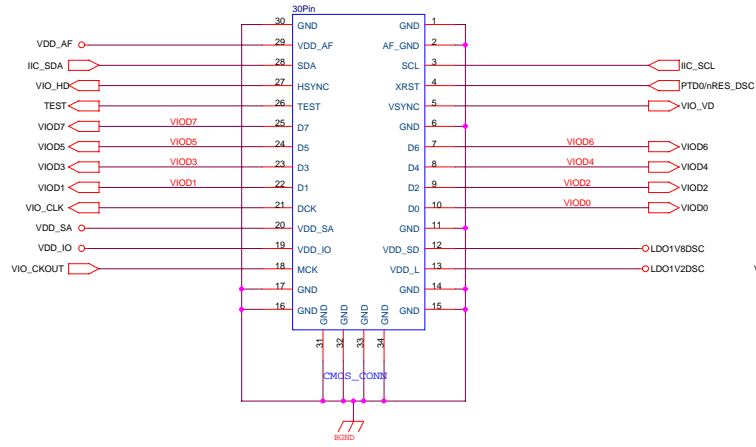 30Pin
30 GND GND 1
VDD_AF 29 VDD_AF AF_GND 2
IIC_SDA 28 SDA SCL 3 IIC_SCL
VIO_HD 27 HSYNC XRST 4 PTD0/nRES_DSC
TEST 26 TEST VSYNC 5 VIO_VD
VIOD7 VIOD7 25 D7 GND 6
VIOD5 VIOD5 24 D5 D6 7 VIOD6 VIOD6
VIOD3 VIOD3 23 D3 D4 8 VIOD4 VIOD4
VIOD1 VIOD1 22 D1 D2 9 VIOD2 VIOD2
VIO_CLK 21 DCK D0 10 VIOD0 VIOD0
VDD_SA 20 VDD_SA GND 11
VDD_IO 19 VDD_IO VDD_SD 12 LDO1V8DSC
VIO_CKOUT 18 MCK VDD_L 13 LDO1V2DSC
17 GND GND 14
16 GND GND 15
GND GND GND GND
31 32 33 34
CMOS_CONN
BGND